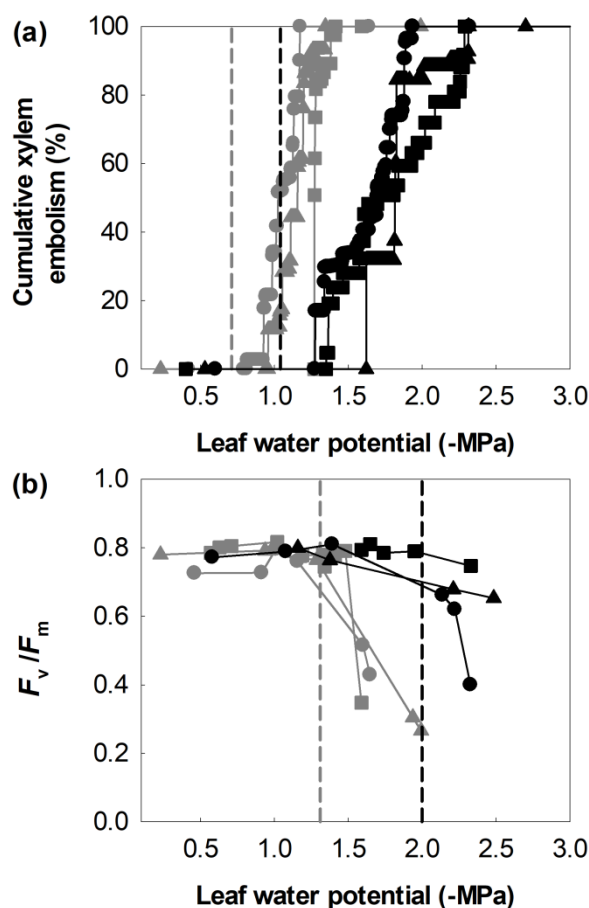 (a)
100
80
60
40
20
0
Cumulative xylem
embolism (%)
0.5 1.0 1.5 2.0 2.5 3.0
Leaf water potential (-MPa)
(b)
1.0
0.8
0.6
0.4
0.2
0.0
Fv/Fm
0.5 1.0 1.5 2.0 2.5 3.0
Leaf water potential (-MPa)